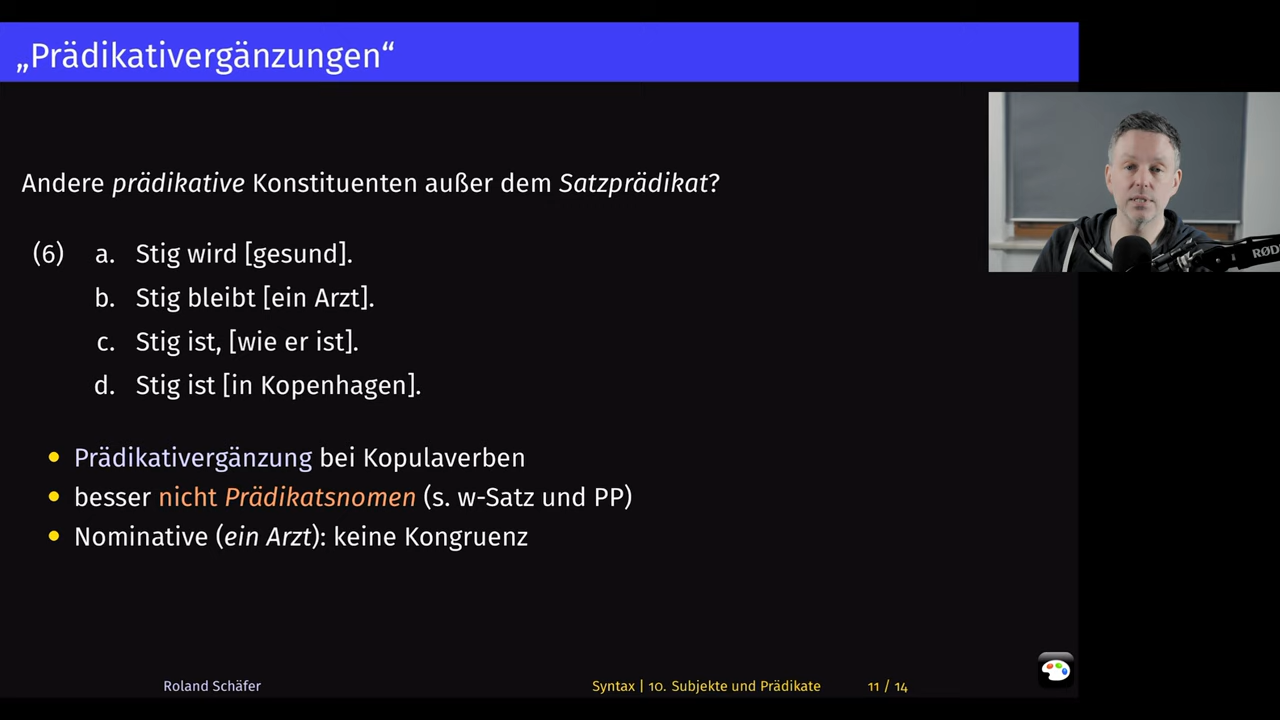 „Prädikativergänzungen“
Andere prädikative Konstituenten außer dem Satzprädikat?
(6) a. Stig wird [gesund].
b. Stig bleibt [ein Arzt].
c. Stig ist, [wie er ist].
d. Stig ist [in Kopenhagen].
• Prädikativergänzung bei Kopulaverben
• besser nicht Prädikatsnomen (s. w-Satz und PP)
• Nominative (ein Arzt): keine Kongruenz
Roland Schäfer Syntax | 10. Subjekte und Prädikate 11 / 14